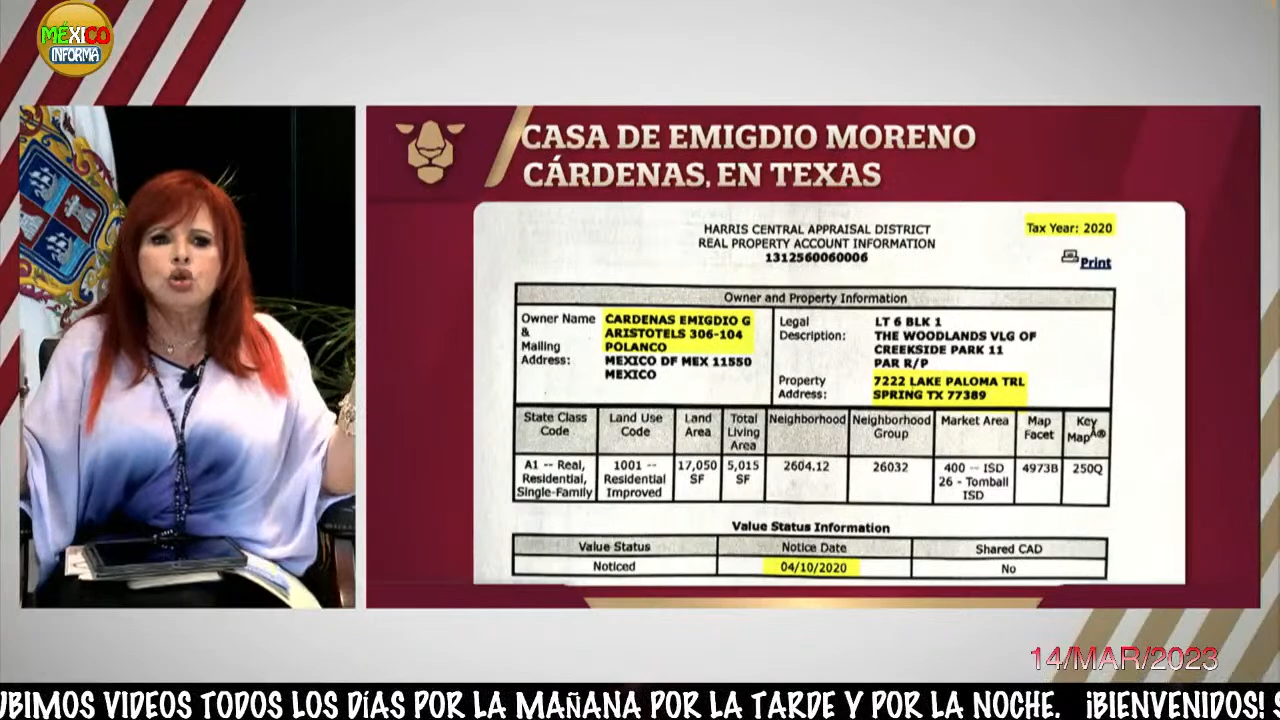 MÉXICO
INFORMA
CASA DE EMIGDIO MORENO
CÁRDENAS, EN TEXAS
HARRIS CENTRAL APPRAISAL DISTRICT
REAL PROPERTY ACCOUNT INFORMATION
1312560060006
Tax Year: 2020
Print
Owner and Property Information
Owner Name
&
Mailing
Address:
CARDENAS EMIGDIO G
ARISTOTELS 306-104
POLANCO
MEXICO DF MEX 11550
MEXICO
Legal
Description:
LT 6 BLK 1
THE WOODLANDS VLG OF
CREEKSIDE PARK 11
PAR R/P
Property
Address:
7222 LAKE PALOMA TRL
SPRING TX 77389
State Class
Code
Land Use
Code
Land
Area
Total
Living
Area
Neighborhood
Neighborhood
Group
Market Area
Map
Facet
Key
MapÂ®
A1 -- Real,
Residential,
Single-Family
1001 --
Residential
Improved
17,050
SF
5,015
SF
2604.12
26032
400 -- ISD
26 - Tomball
ISD
4973B
250Q
Value Status Information
Value Status
Notice Date
Shared CAD
Noticed
04/10/2020
No
14/MAR/2023
UBIMOS VIDEOS TODOS LOS DÍAS POR LA MAÑANA POR LA TARDE Y POR LA NOCHE. ¡BIENVENIDOS! S